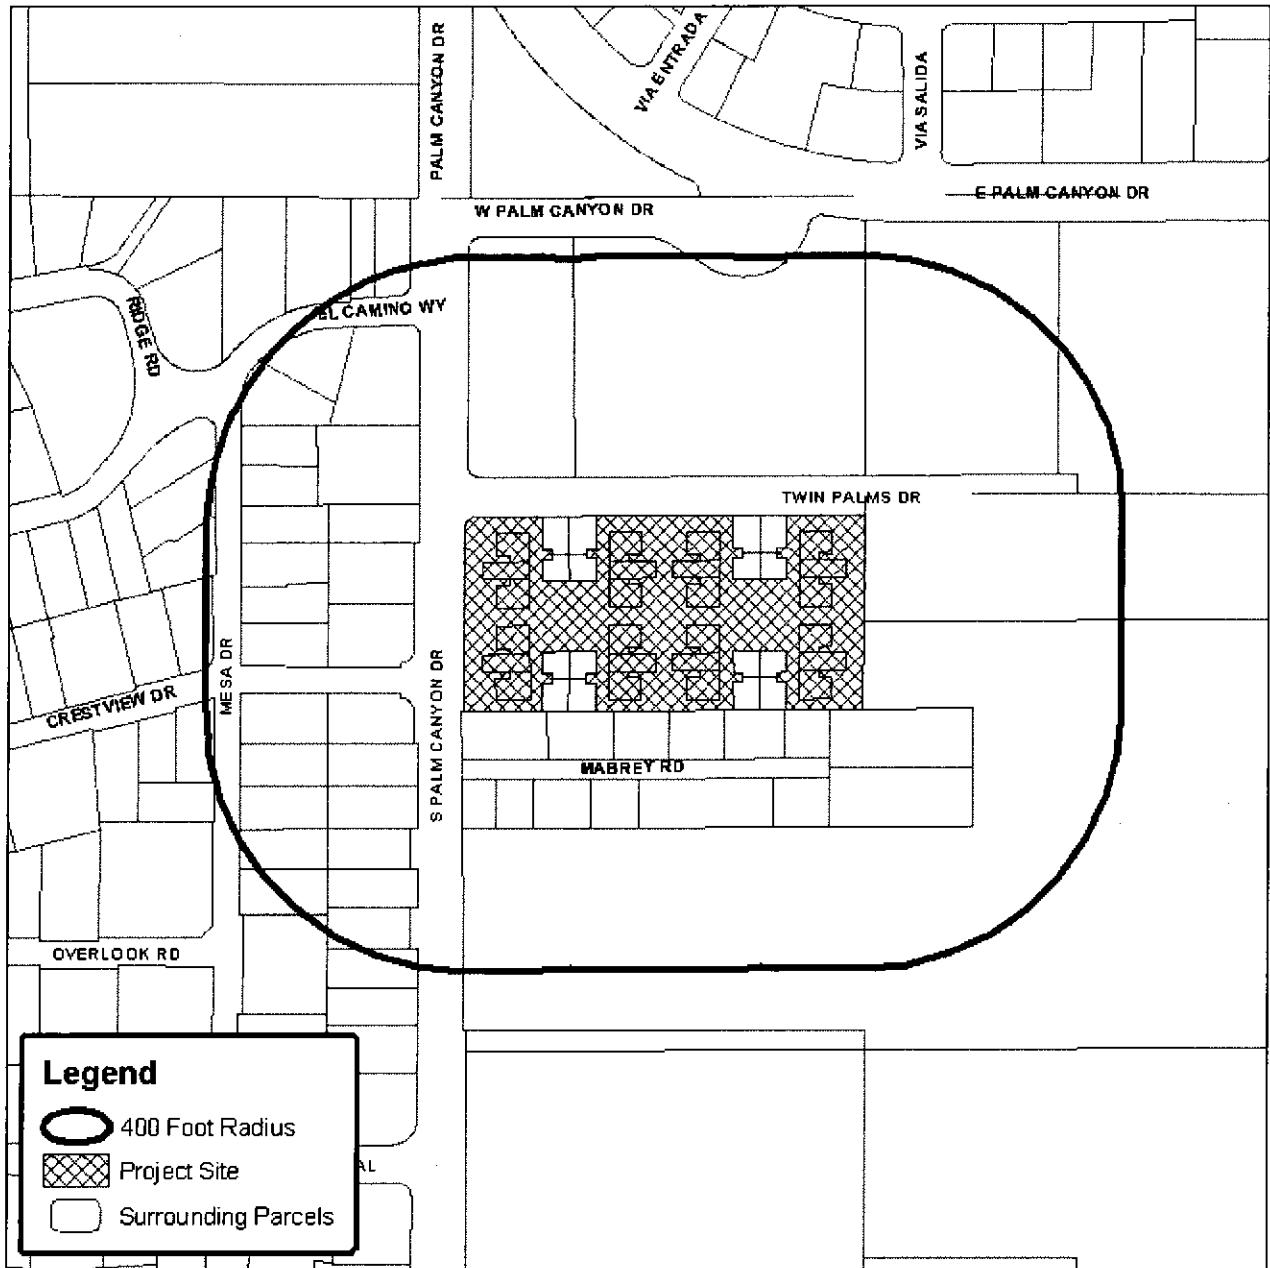 PALM CANYON DR
VIA ENTRADA
VIA SALIDA
E PALM CANYON DR
W PALM CANYON DR
EL CAMINO WY
RIDGE RD
TWIN PALMS DR
MESA DR
CRESTVIEW DR
S PALM CANYON DR
MABREY RD
OVERLOOK RD
Legend
400 Foot Radius
Project Site
AL
Surrounding Parcels